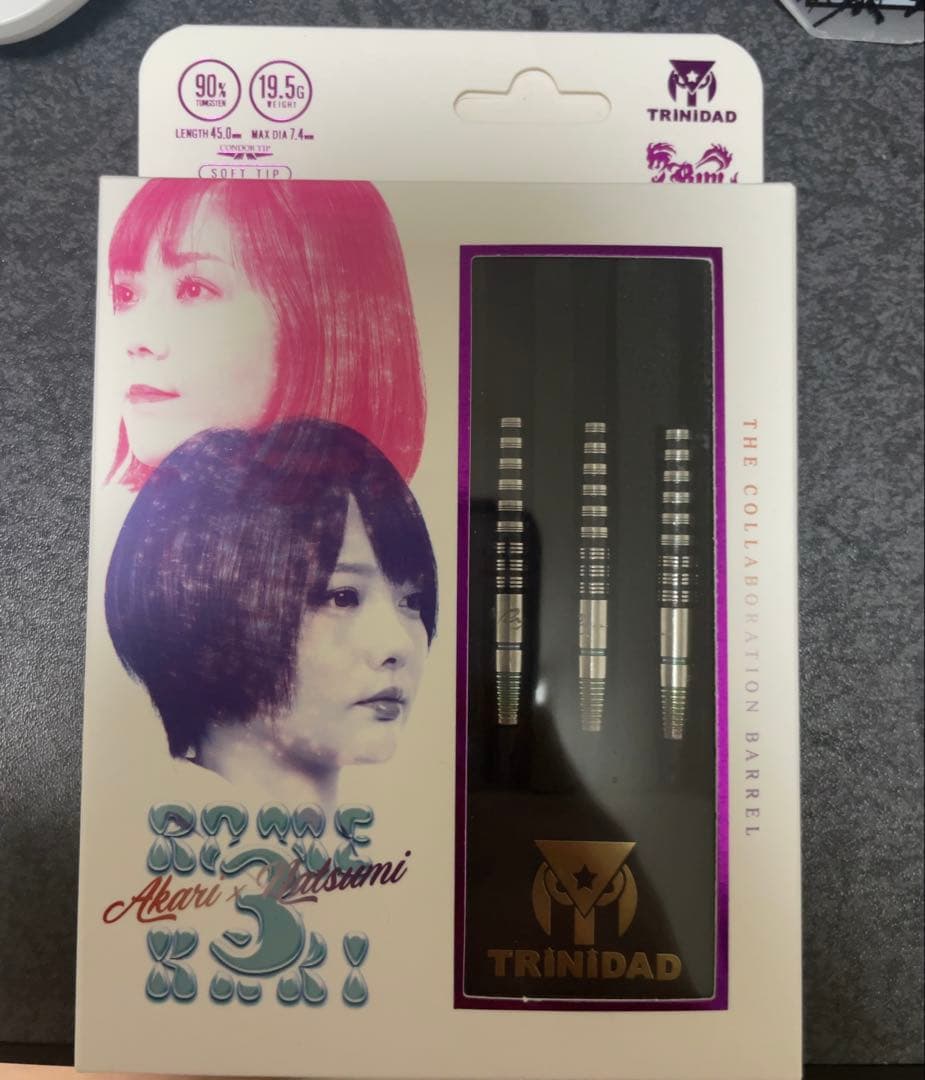 90%
TUNGSTEN
19.5G
WEIGHT
LENGTH 45.0mm MAX DIA 7.4mm
CONDOR TIP
SOFT TIP
TRiNiDAD
THE COLLABORATION BARREL
Akari x Natsumi
3
TRiNiDAD